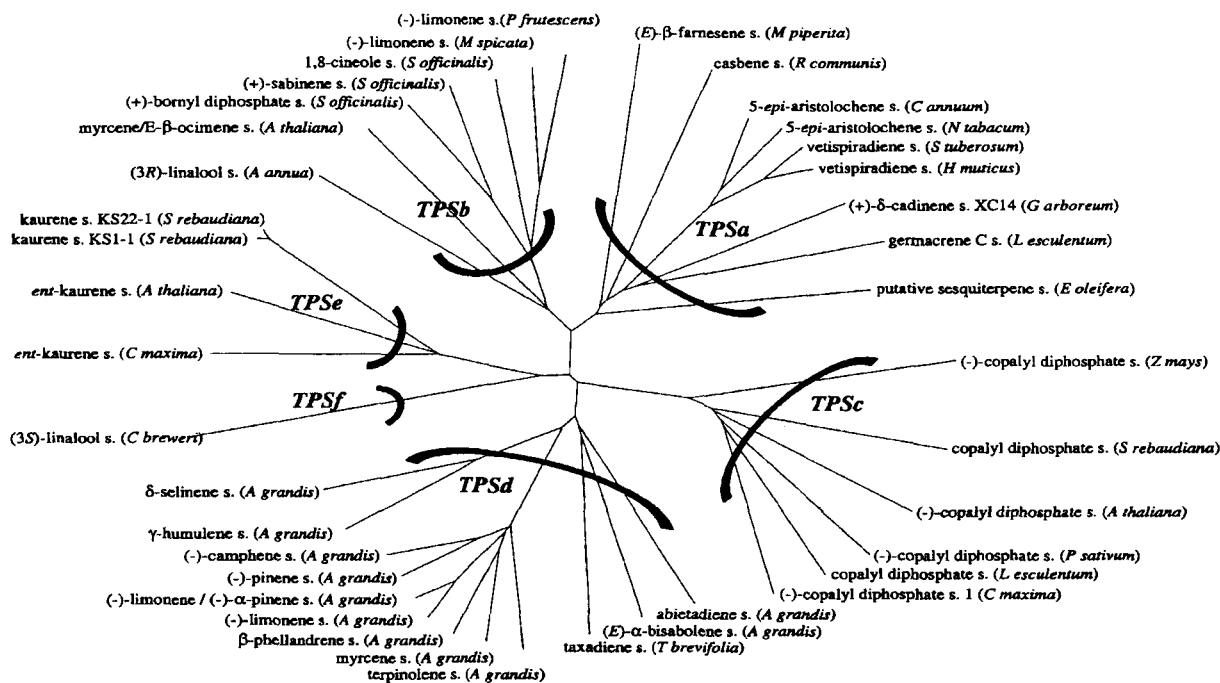 (-)-limonene s.(P frutescens)
(-)-limonene s. (M spicata)
1,8-cineole s. (S officinalis)
(+)-sabinene s. (S officinalis)
(+)-bornyl diphosphate s. (S officinalis)
myrcene/E-β-ocimene s. (A thaliana)
(3R)-linalool s. (A annua)
TPSb
kaurene s. KS22-1 (S rebaudiana)
kaurene s. KS1-1 (S rebaudiana)
ent-kaurene s. (A thaliana)
TPSe
ent-kaurene s. (C maxima)
TPSf
(3S)-linalool s. (C breweri)
(E)-β-farnesene s. (M piperita)
casbene s. (R communis)
5-epi-aristolochene s. (C annuum)
5-epi-aristolochene s. (N tabacum)
vetispiradiene s. (S tuberosum)
vetispiradiene s. (H muticus)
(+)-δ-cadinene s. XC14 (G arboreum)
TPSa
germacrene C s. (L esculentum)
putative sesquiterpene s. (E oleifera)
(-)-copalyl diphosphate s. (Z mays)
TPSc
copalyl diphosphate s. (S rebaudiana)
(-)-copalyl diphosphate s. (A thaliana)
(-)-copalyl diphosphate s. (P sativum)
copalyl diphosphate s. (L esculentum)
(-)-copalyl diphosphate s. 1 (C maxima)
TPSd
δ-selinene s. (A grandis)
γ-humulene s. (A grandis)
(-)-camphene s. (A grandis)
(-)-pinene s. (A grandis)
(-)-limonene / (-)-α-pinene s. (A grandis)
(-)-limonene s. (A grandis)
β-phellandrene s. (A grandis)
myrcene s. (A grandis)
terpinolene s. (A grandis)
abietadiene s. (A grandis)
(E)-α-bisabolene s. (A grandis)
taxadiene s. (T brevifolia)